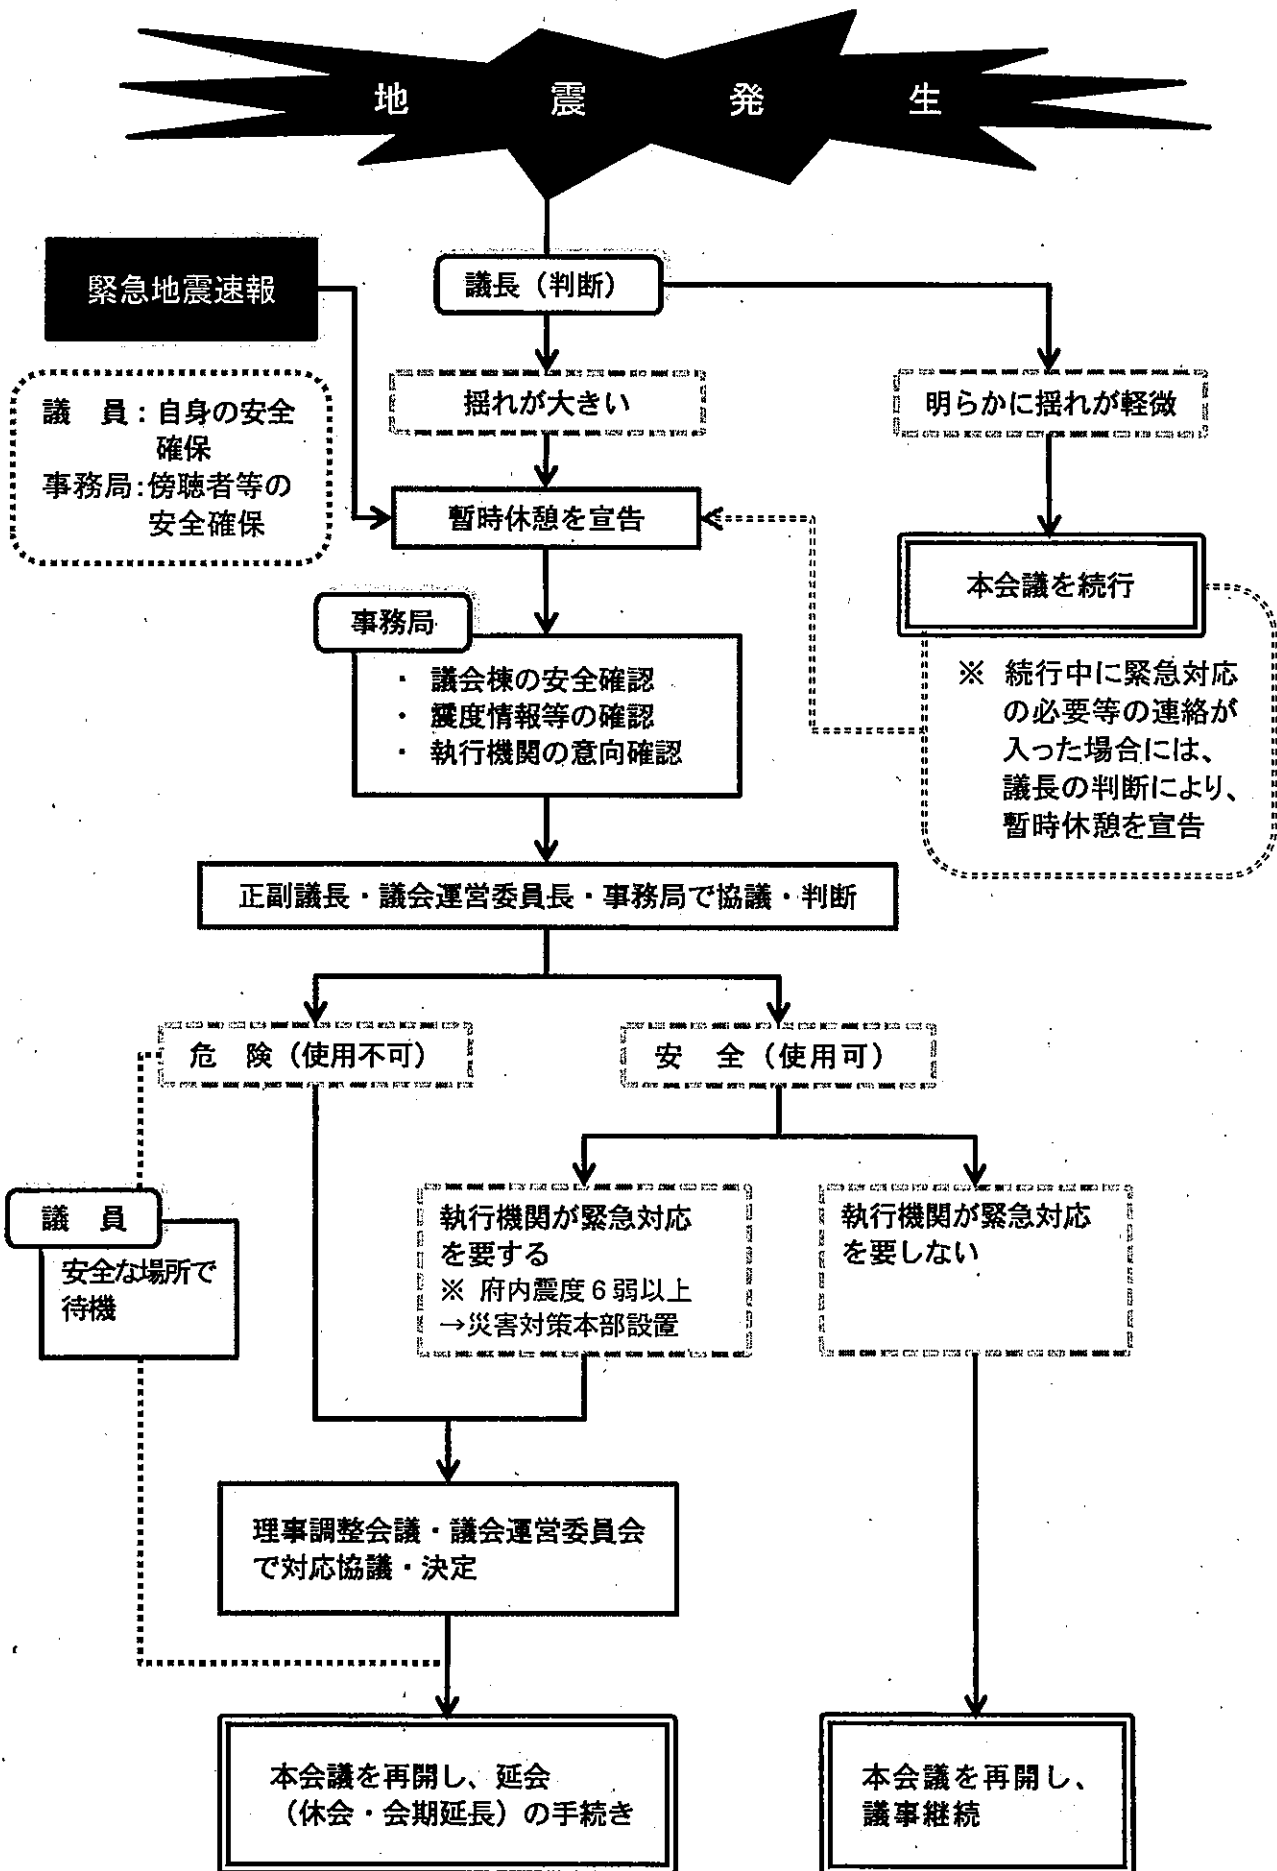 地震発生
緊急地震速報
議長（判断）
議　員：自身の安全
確保
事務局：傍聴者等の
安全確保
揺れが大きい
明らかに揺れが軽微
暫時休憩を宣告
本会議を続行
※ 続行中に緊急対応
の必要等の連絡が
入った場合には、
議長の判断により、
暫時休憩を宣告
事務局
・ 議会棟の安全確認
・ 震度情報等の確認
・ 執行機関の意向確認
正副議長・議会運営委員長・事務局で協議・判断
危　険（使用不可）
安　全（使用可）
議　員
安全な場所で
待機
執行機関が緊急対応
を要する
※ 府内震度６弱以上
→災害対策本部設置
執行機関が緊急対応
を要しない
理事調整会議・議会運営委員会
で対応協議・決定
本会議を再開し、延会
（休会・会期延長）の手続き
本会議を再開し、
議事継続